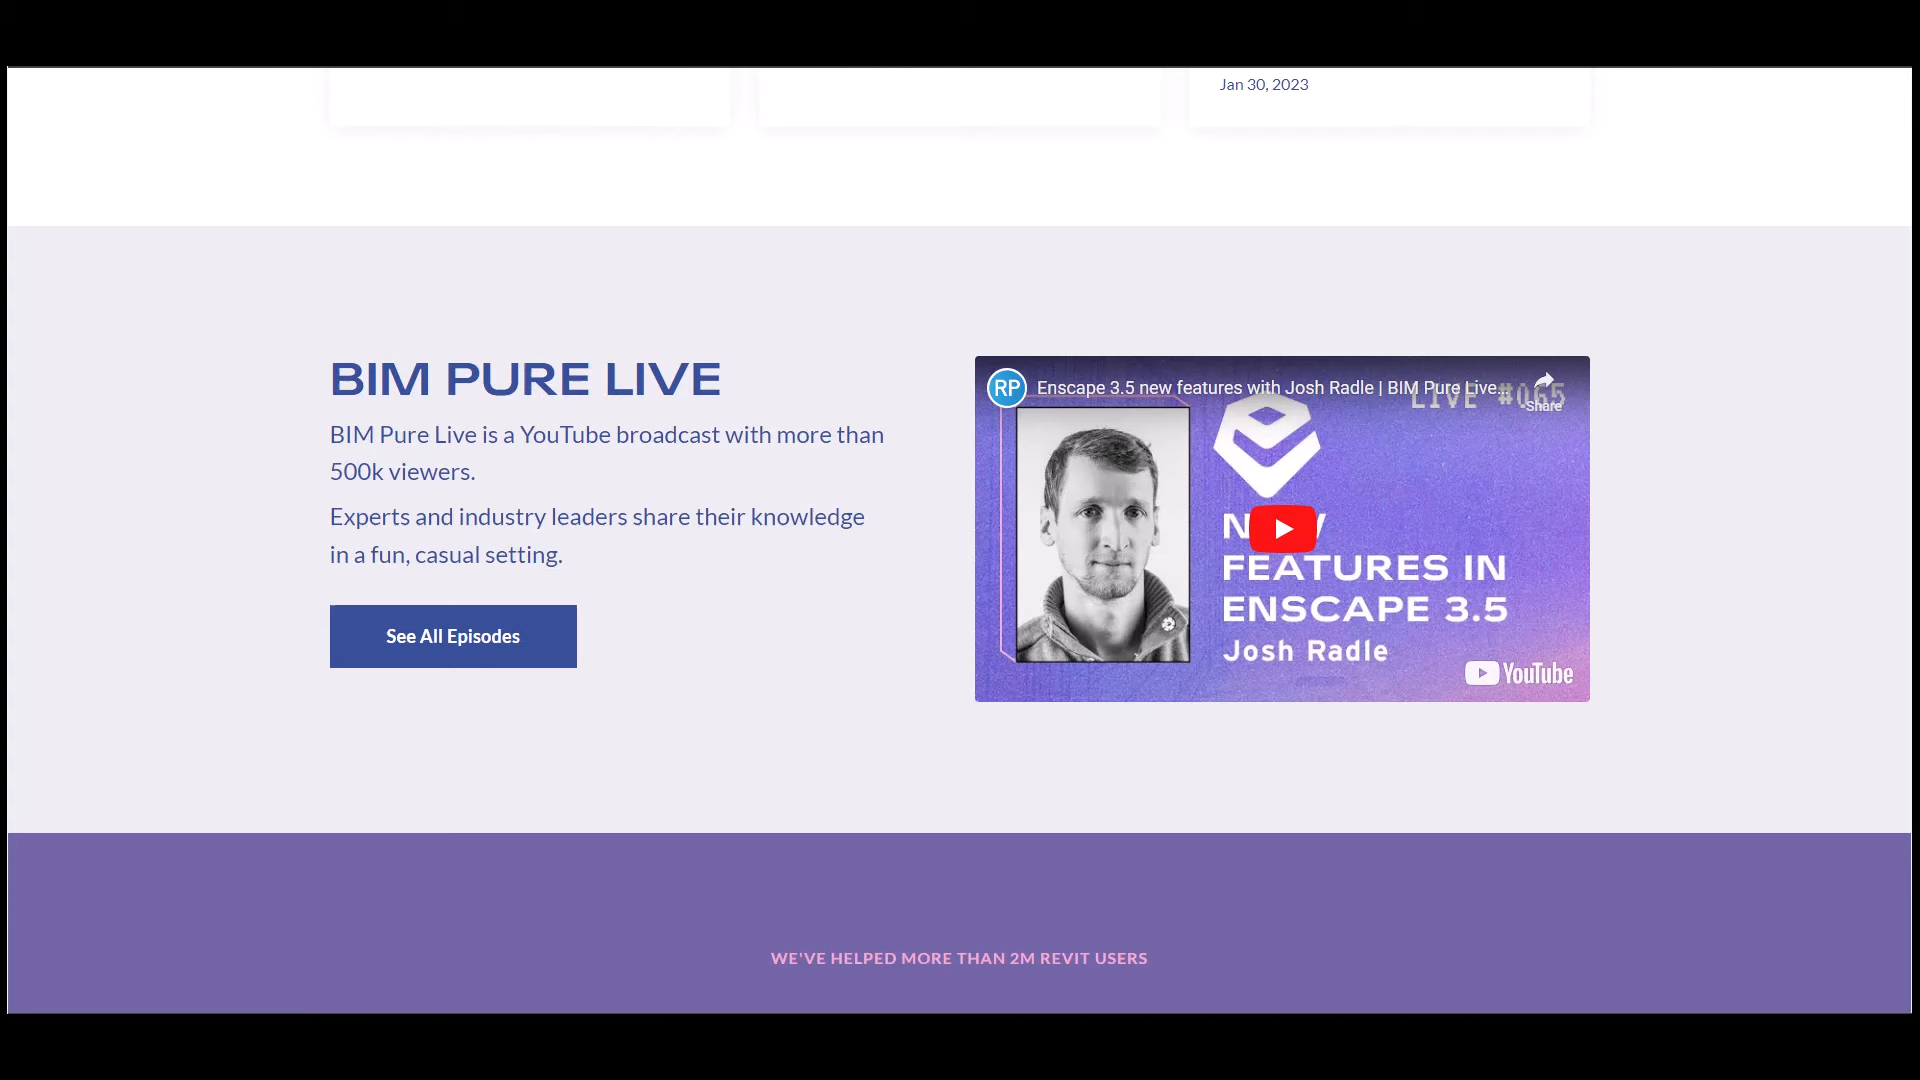 Jan 30, 2023
BIM PURE LIVE
BIM Pure Live is a YouTube broadcast with more than
500k viewers.
Experts and industry leaders share their knowledge
in a fun, casual setting.
See All Episodes
RP
Enscape 3.5 new features with Josh Radle | BIM Pure Live...
Share
LIVE #065
FEATURES IN
ENSCAPE 3.5
Josh Radle
YouTube
WE'VE HELPED MORE THAN 2M REVIT USERS